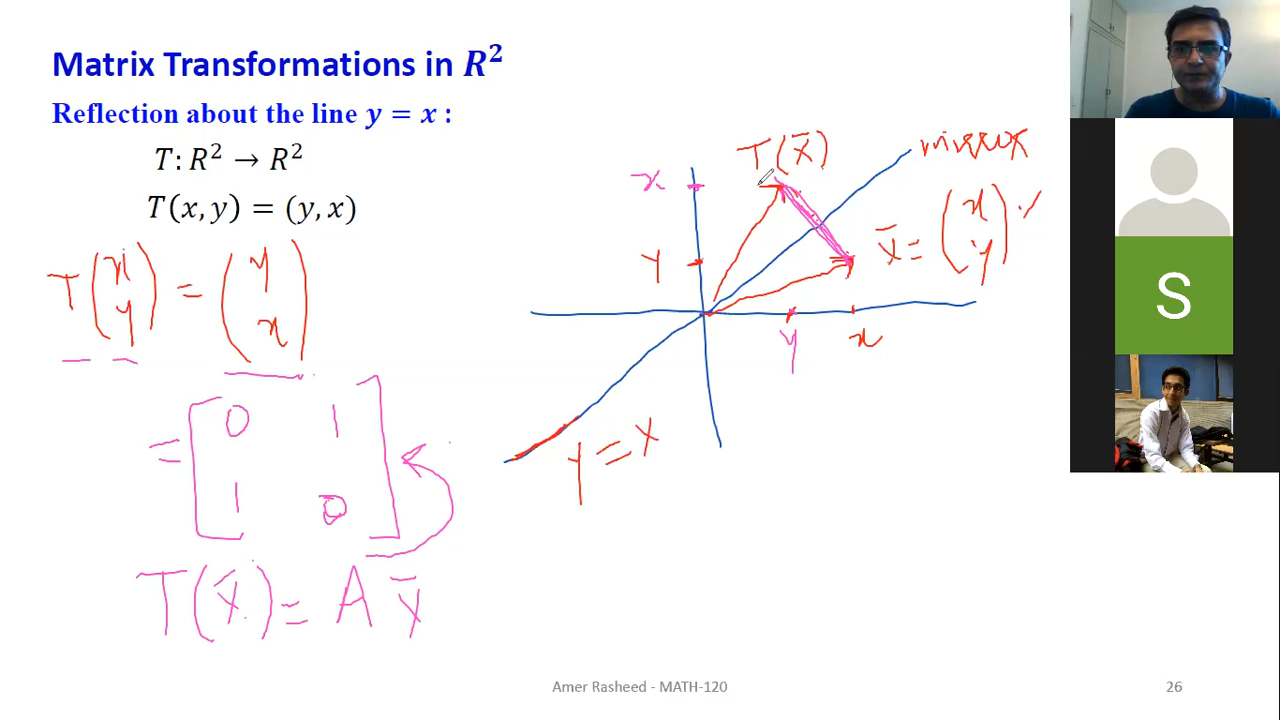 Matrix Transformations in R²
Reflection about the line y = x :
T: R² → R²
T(x, y) = (y, x)
T (x y) = (y x)
= [0 1
1 0]
T(x̄) = A x̄
T(x̄)
mirror
x
y
x̄ = (x y)
y
x
y = x
S
Amer Rasheed - MATH-120
26